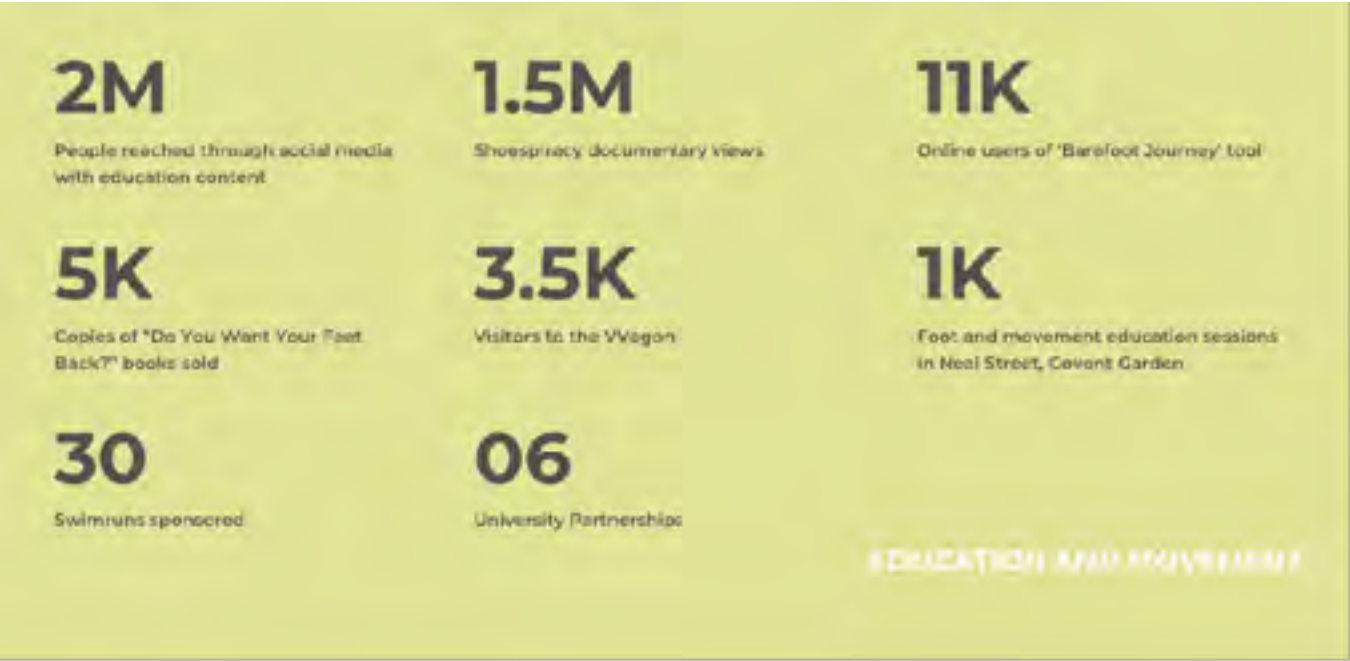 2M
People reached through social media
with education content
1.5M
Shoespiracy documentary views
11K
Online users of 'Barefoot Journey' tool
5K
Copies of "Do You Want Your Feet
Back?" books sold
3.5K
Visitors to the VVagon
1K
Foot and movement education sessions
in Neal Street, Covent Garden
30
Swimruns sponsored
06
University Partnerships
EDUCATION AND MOVEMENT